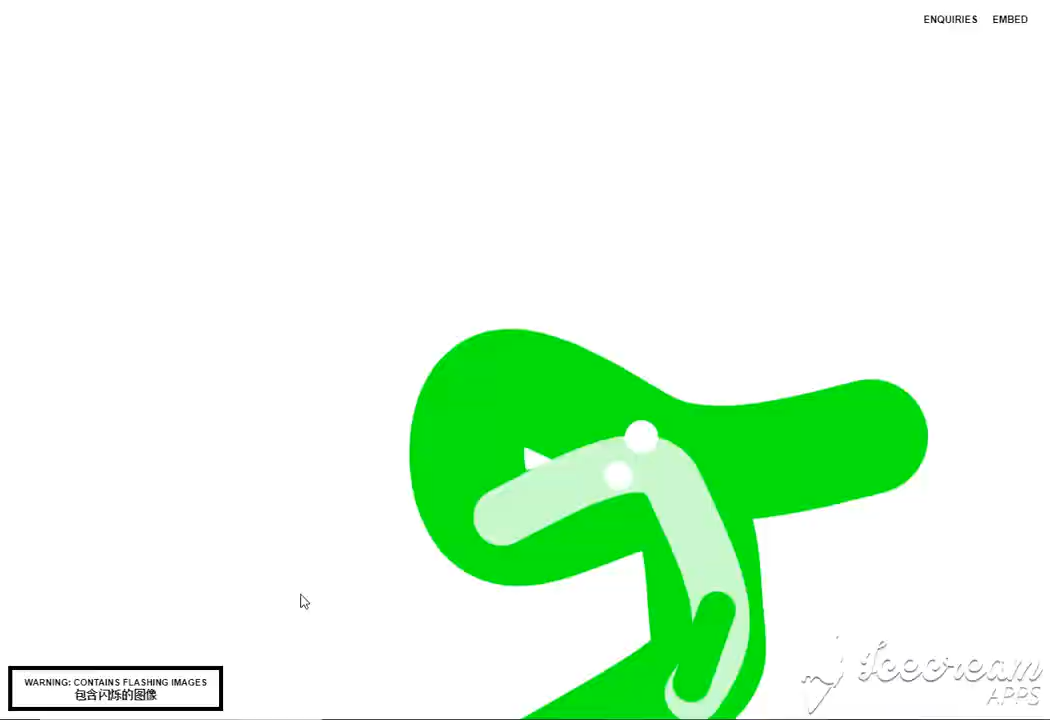 ENQUIRIES EMBED
WARNING: CONTAINS FLASHING IMAGES
包含闪烁的图像
Icecream
APPS